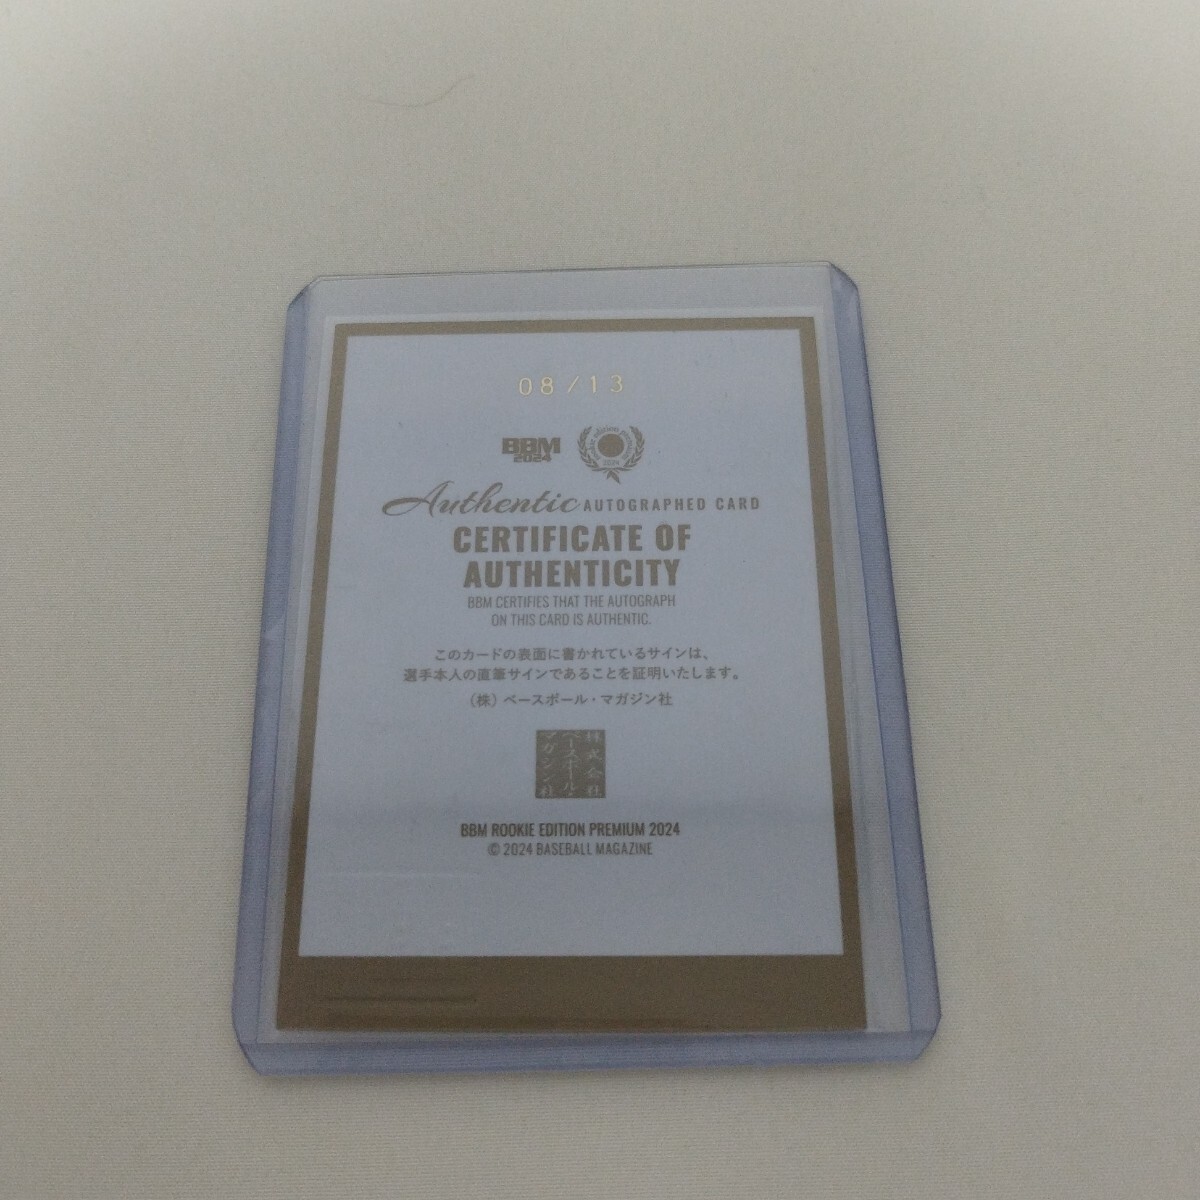 08/13
BBM
2024
rookie edition premium
2024
Authentic AUTOGRAPHED CARD
CERTIFICATE OF
AUTHENTICITY
BBM CERTIFIES THAT THE AUTOGRAPH
ON THIS CARD IS AUTHENTIC.
このカードの表面に書かれているサインは、
選手本人の直筆サインであることを証明いたします。
（株）ベースボール・マガジン社
株式会社
ベースボール・
マガジン社
BBM ROOKIE EDITION PREMIUM 2024
© 2024 BASEBALL MAGAZINE